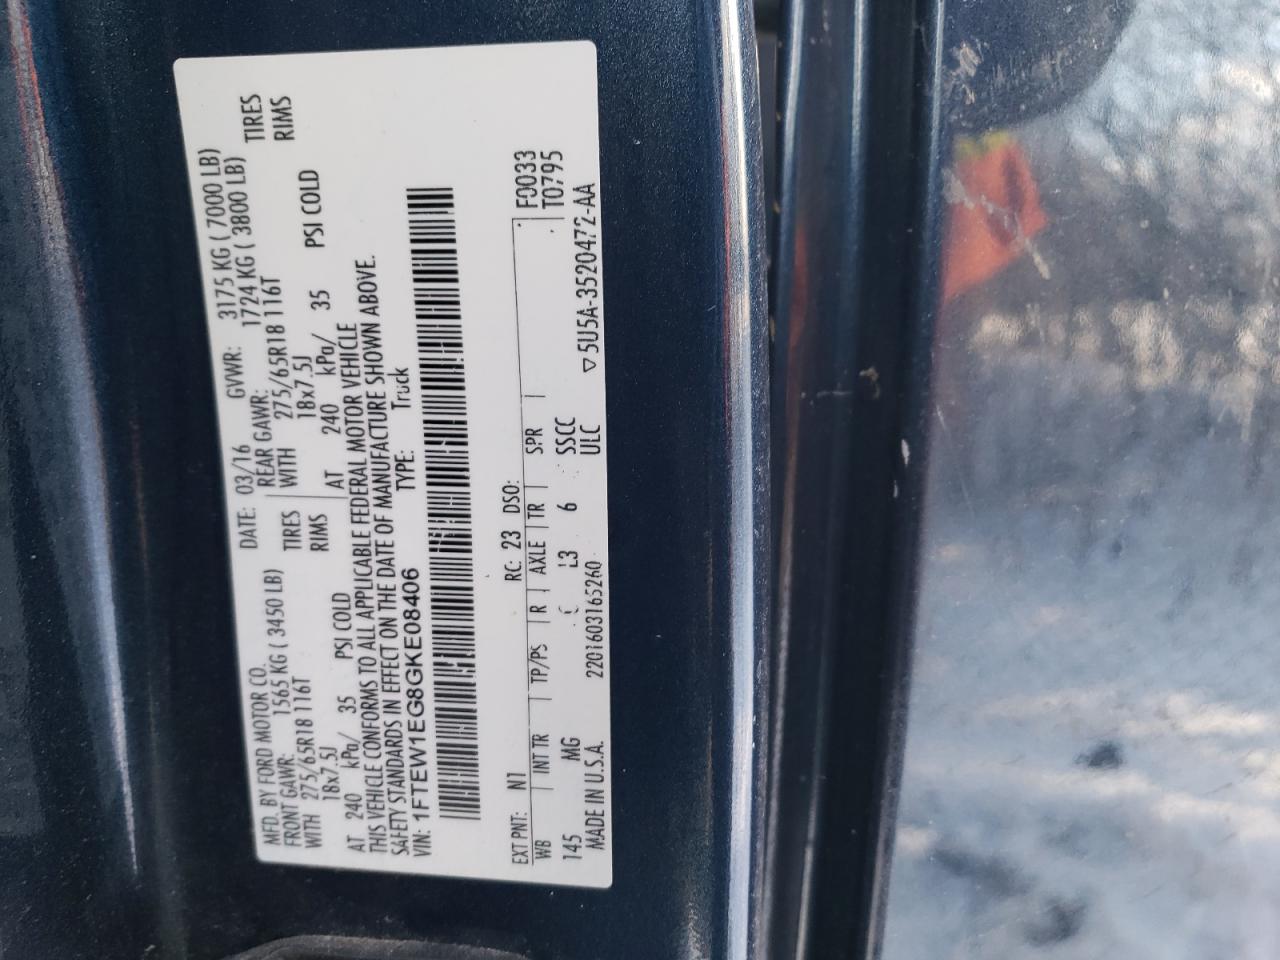 MFD. BY FORD MOTOR CO.
DATE: 03/16 GVWR: 3175 KG ( 7000 LB)
FRONT GAWR: 1565 KG ( 3450 LB) REAR GAWR: 1724 KG ( 3800 LB)
WITH 275/65R18 116T TIRES WITH 275/65R18 116T TIRES
18x7.5J RIMS 18x7.5J RIMS
AT 240 kPa/ 35 PSI COLD AT 240 kPa/ 35 PSI COLD
THIS VEHICLE CONFORMS TO ALL APPLICABLE FEDERAL MOTOR VEHICLE
SAFETY STANDARDS IN EFFECT ON THE DATE OF MANUFACTURE SHOWN ABOVE.
VIN: 1FTEW1EG8GKE08406 TYPE: Truck
EXT PNT: N1 RC: 23 DSO: F0033
WB INT TR TP/PS R AXLE TR SPR T0795
145 MG C L3 6 SSCC
MADE IN U.S.A. 2201603165260 ULC ▽5U5A-3520472-AA